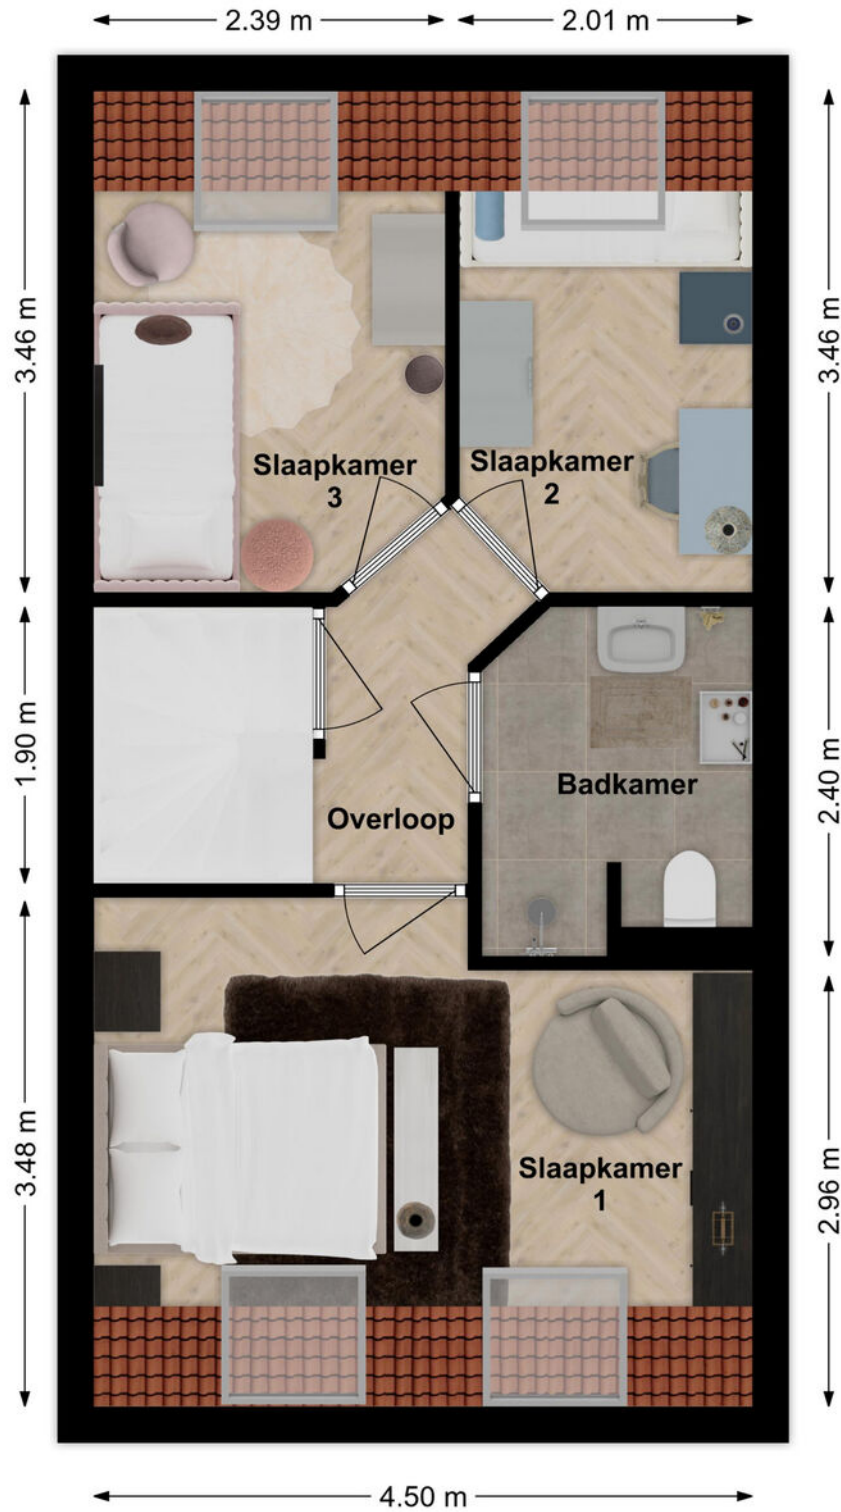 2.39 m
2.01 m
3.46 m
3.46 m
Slaapkamer
3
Slaapkamer
2
1.90 m
2.40 m
Badkamer
Overloop
3.48 m
2.96 m
Slaapkamer
1
4.50 m